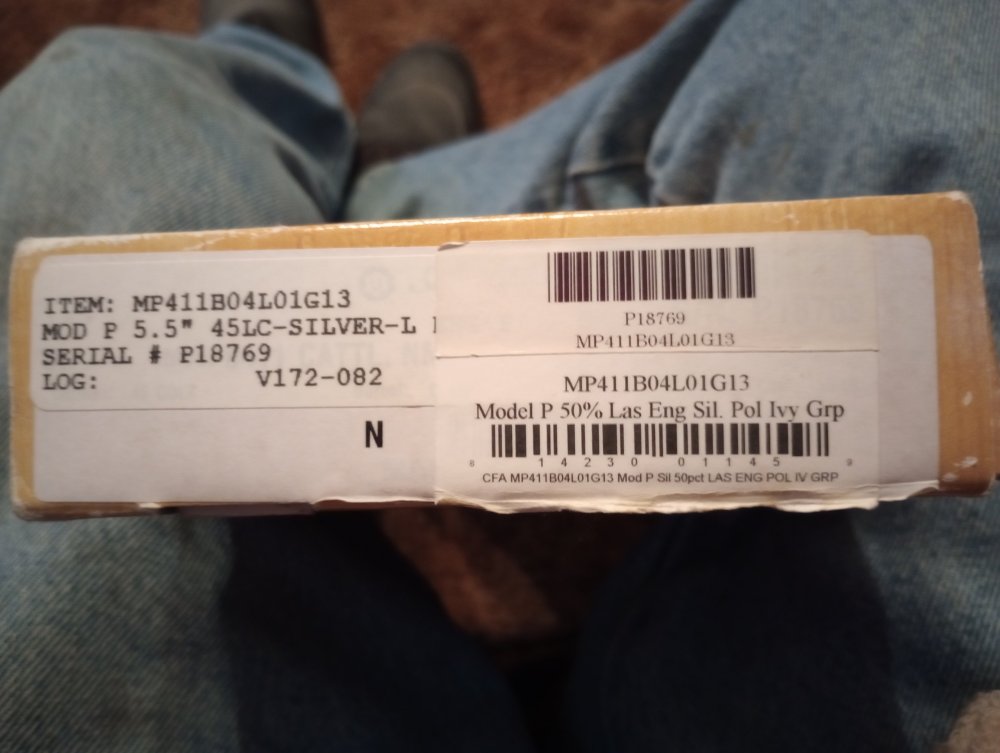 ITEM: MP411B04L01G13
MOD P 5.5" 45LC-SILVER-L
SERIAL # P18769
LOG: V172-082
N
P18769
MP411B04L01G13
MP411B04L01G13
Model P 50% Las Eng Sil. Pol Ivy Grp
8 14230 01145 9
CFA MP411B04L01G13 Mod P Sil 50pct LAS ENG POL IV GRP